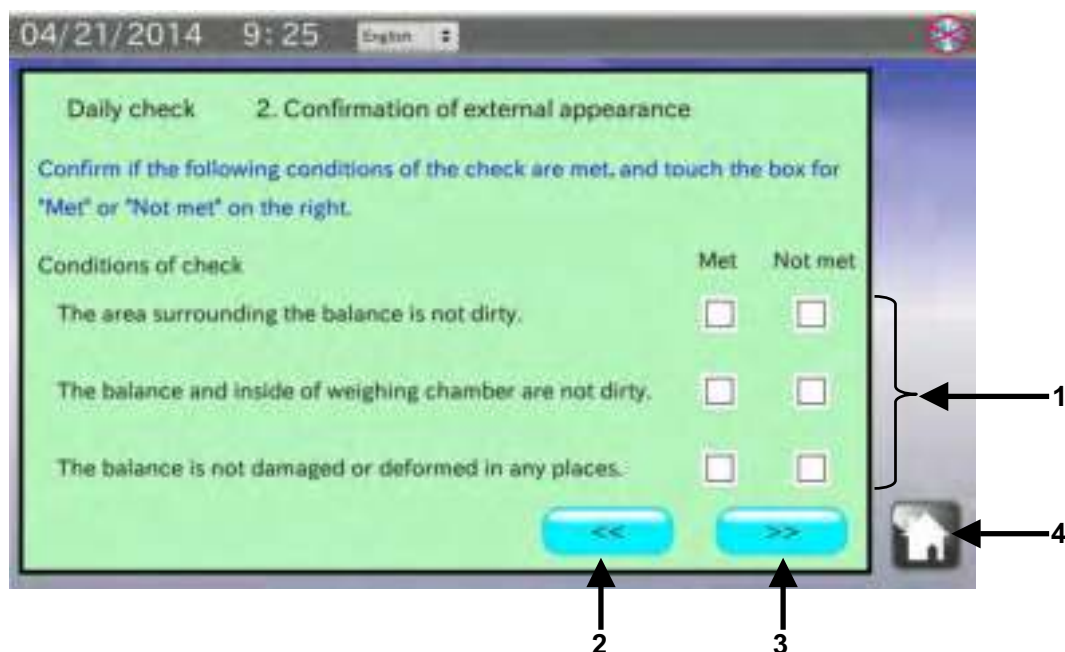 04/21/2014 9:25 English
Daily check 2. Confirmation of external appearance
Confirm if the following conditions of the check are met, and touch the box for
"Met" or "Not met" on the right.
Conditions of check Met Not met
The area surrounding the balance is not dirty.
The balance and inside of weighing chamber are not dirty.
1
The balance is not damaged or deformed in any places.
<< >>
4
2 3